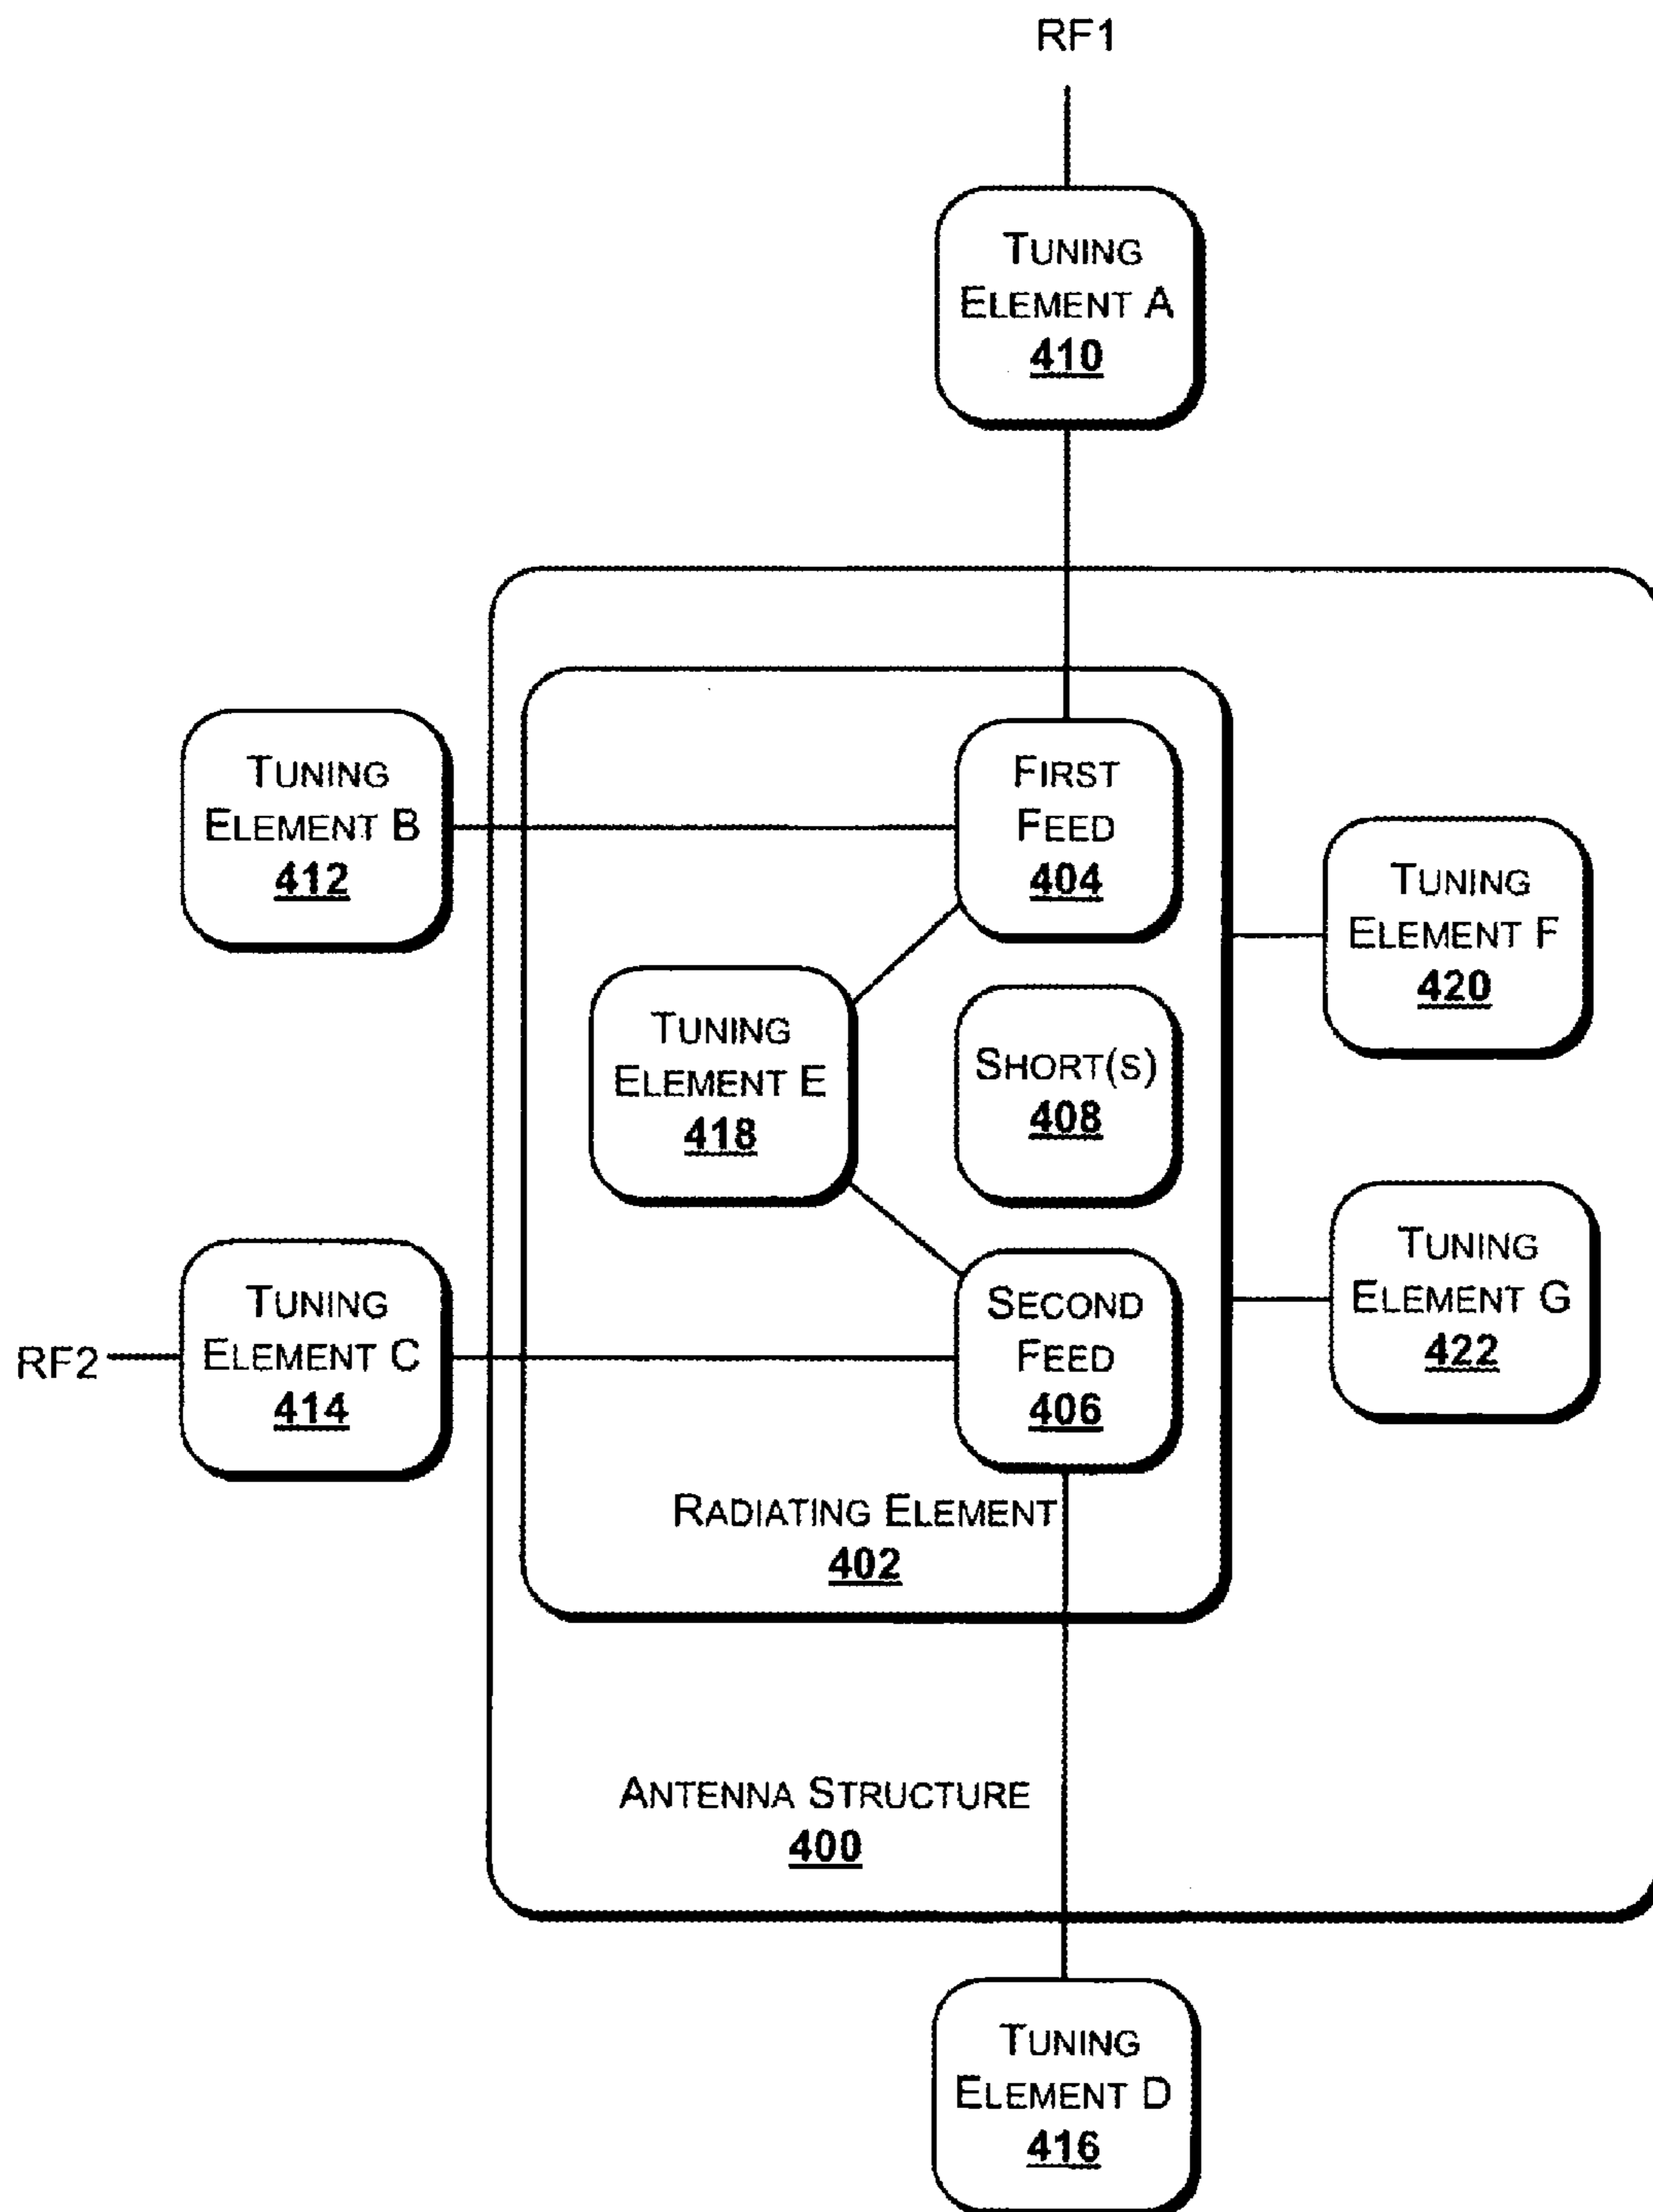 RF1
TUNING
ELEMENT A
410
TUNING
ELEMENT B
412
FIRST
FEED
404
TUNING
ELEMENT F
420
TUNING
ELEMENT E
418
SHORT(S)
408
RF2
TUNING
ELEMENT C
414
SECOND
FEED
406
TUNING
ELEMENT G
422
RADIATING ELEMENT
402
ANTENNA STRUCTURE
400
TUNING
ELEMENT D
416